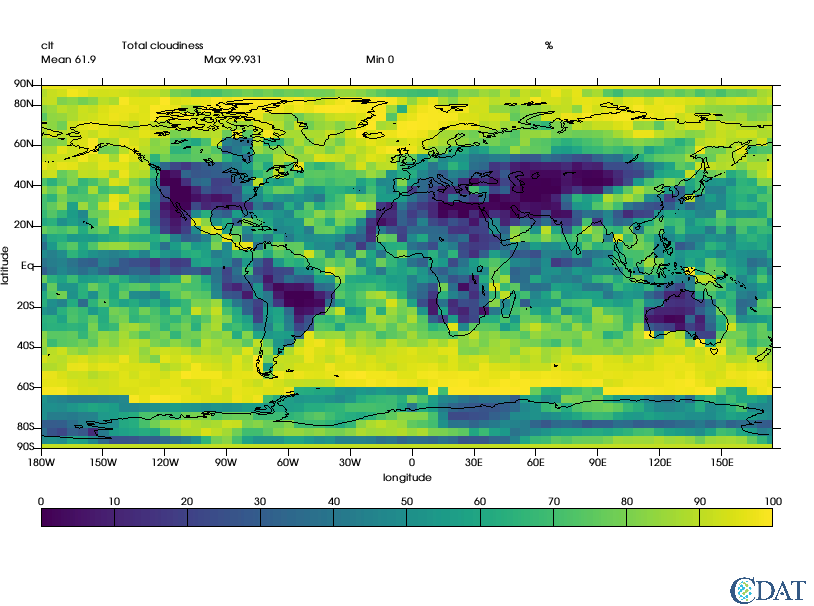 clt Total cloudiness %
Mean 61.9 Max 99.931 Min 0
90N
80N
60N
40N
20N
Eq
20S
40S
60S
80S
90S
latitude
180W 150W 120W 90W 60W 30W 0 30E 60E 90E 120E 150E
longitude
0 10 20 30 40 50 60 70 80 90 100
CDAT